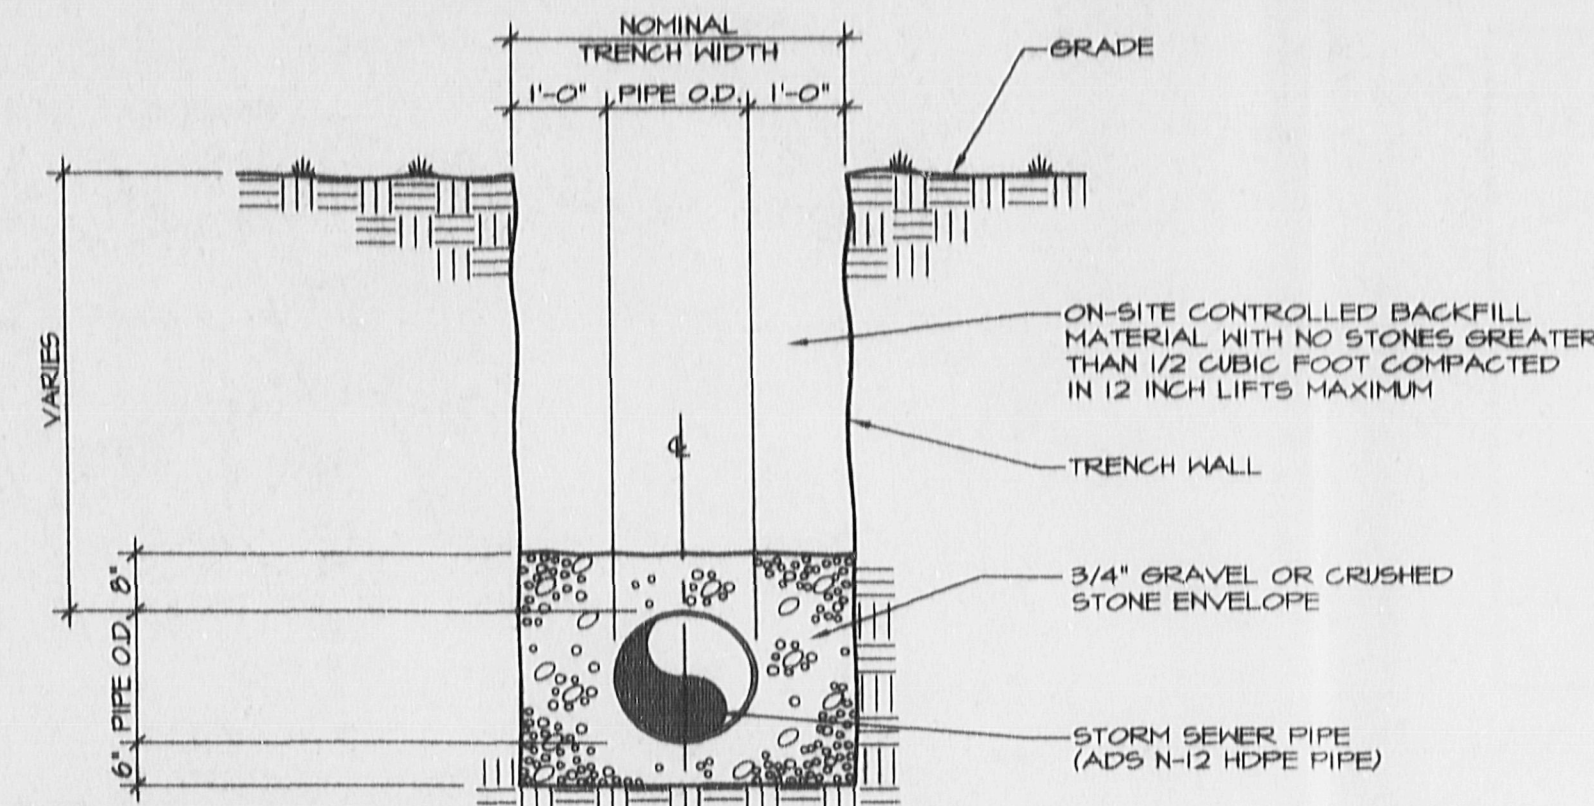 NOMINAL
TRENCH WIDTH
GRADE
1'-0" PIPE O.D. 1'-0"
VARIES
ON-SITE CONTROLLED BACKFILL
MATERIAL WITH NO STONES GREATER
THAN 1/2 CUBIC FOOT COMPACTED
IN 12 INCH LIFTS MAXIMUM
℄
TRENCH WALL
8"
3/4" GRAVEL OR CRUSHED
STONE ENVELOPE
PIPE O.D.
6"
STORM SEWER PIPE
(ADS N-12 HDPE PIPE)